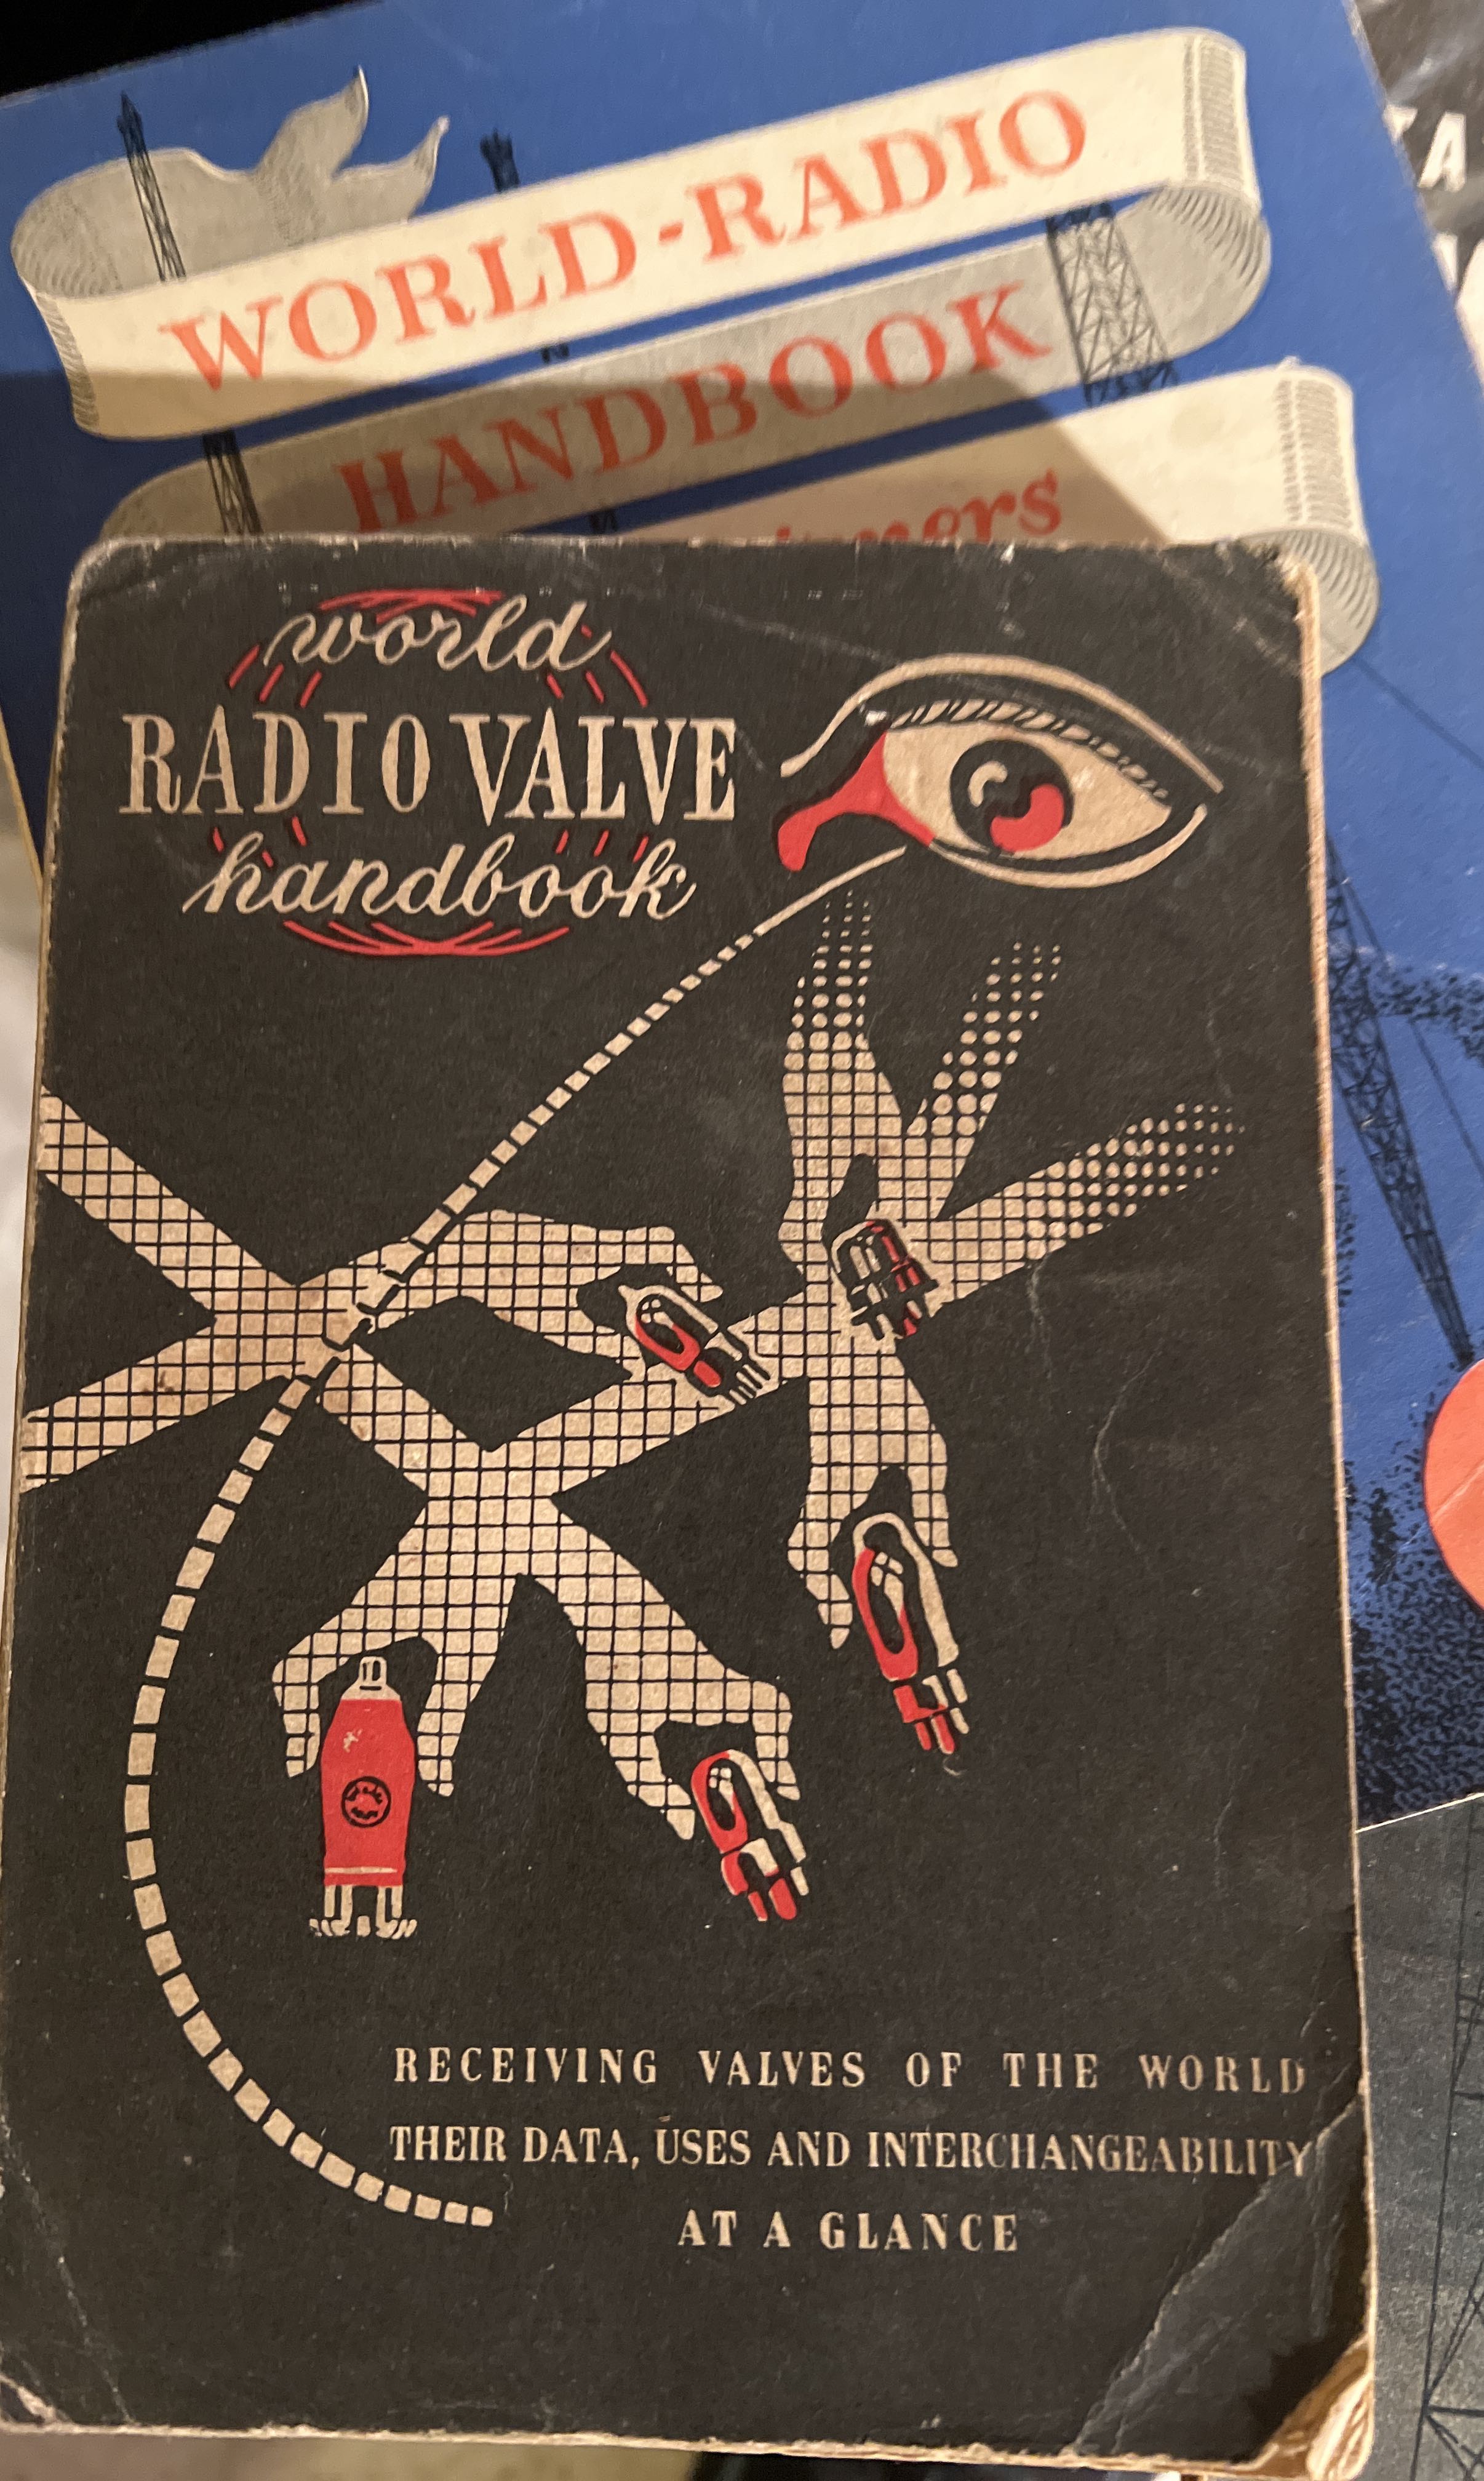 WORLD-RADIO
HANDBOOK
world
RADIO VALVE
handbook
RECEIVING VALVES OF THE WORLD
THEIR DATA, USES AND INTERCHANGEABILITY
AT A GLANCE